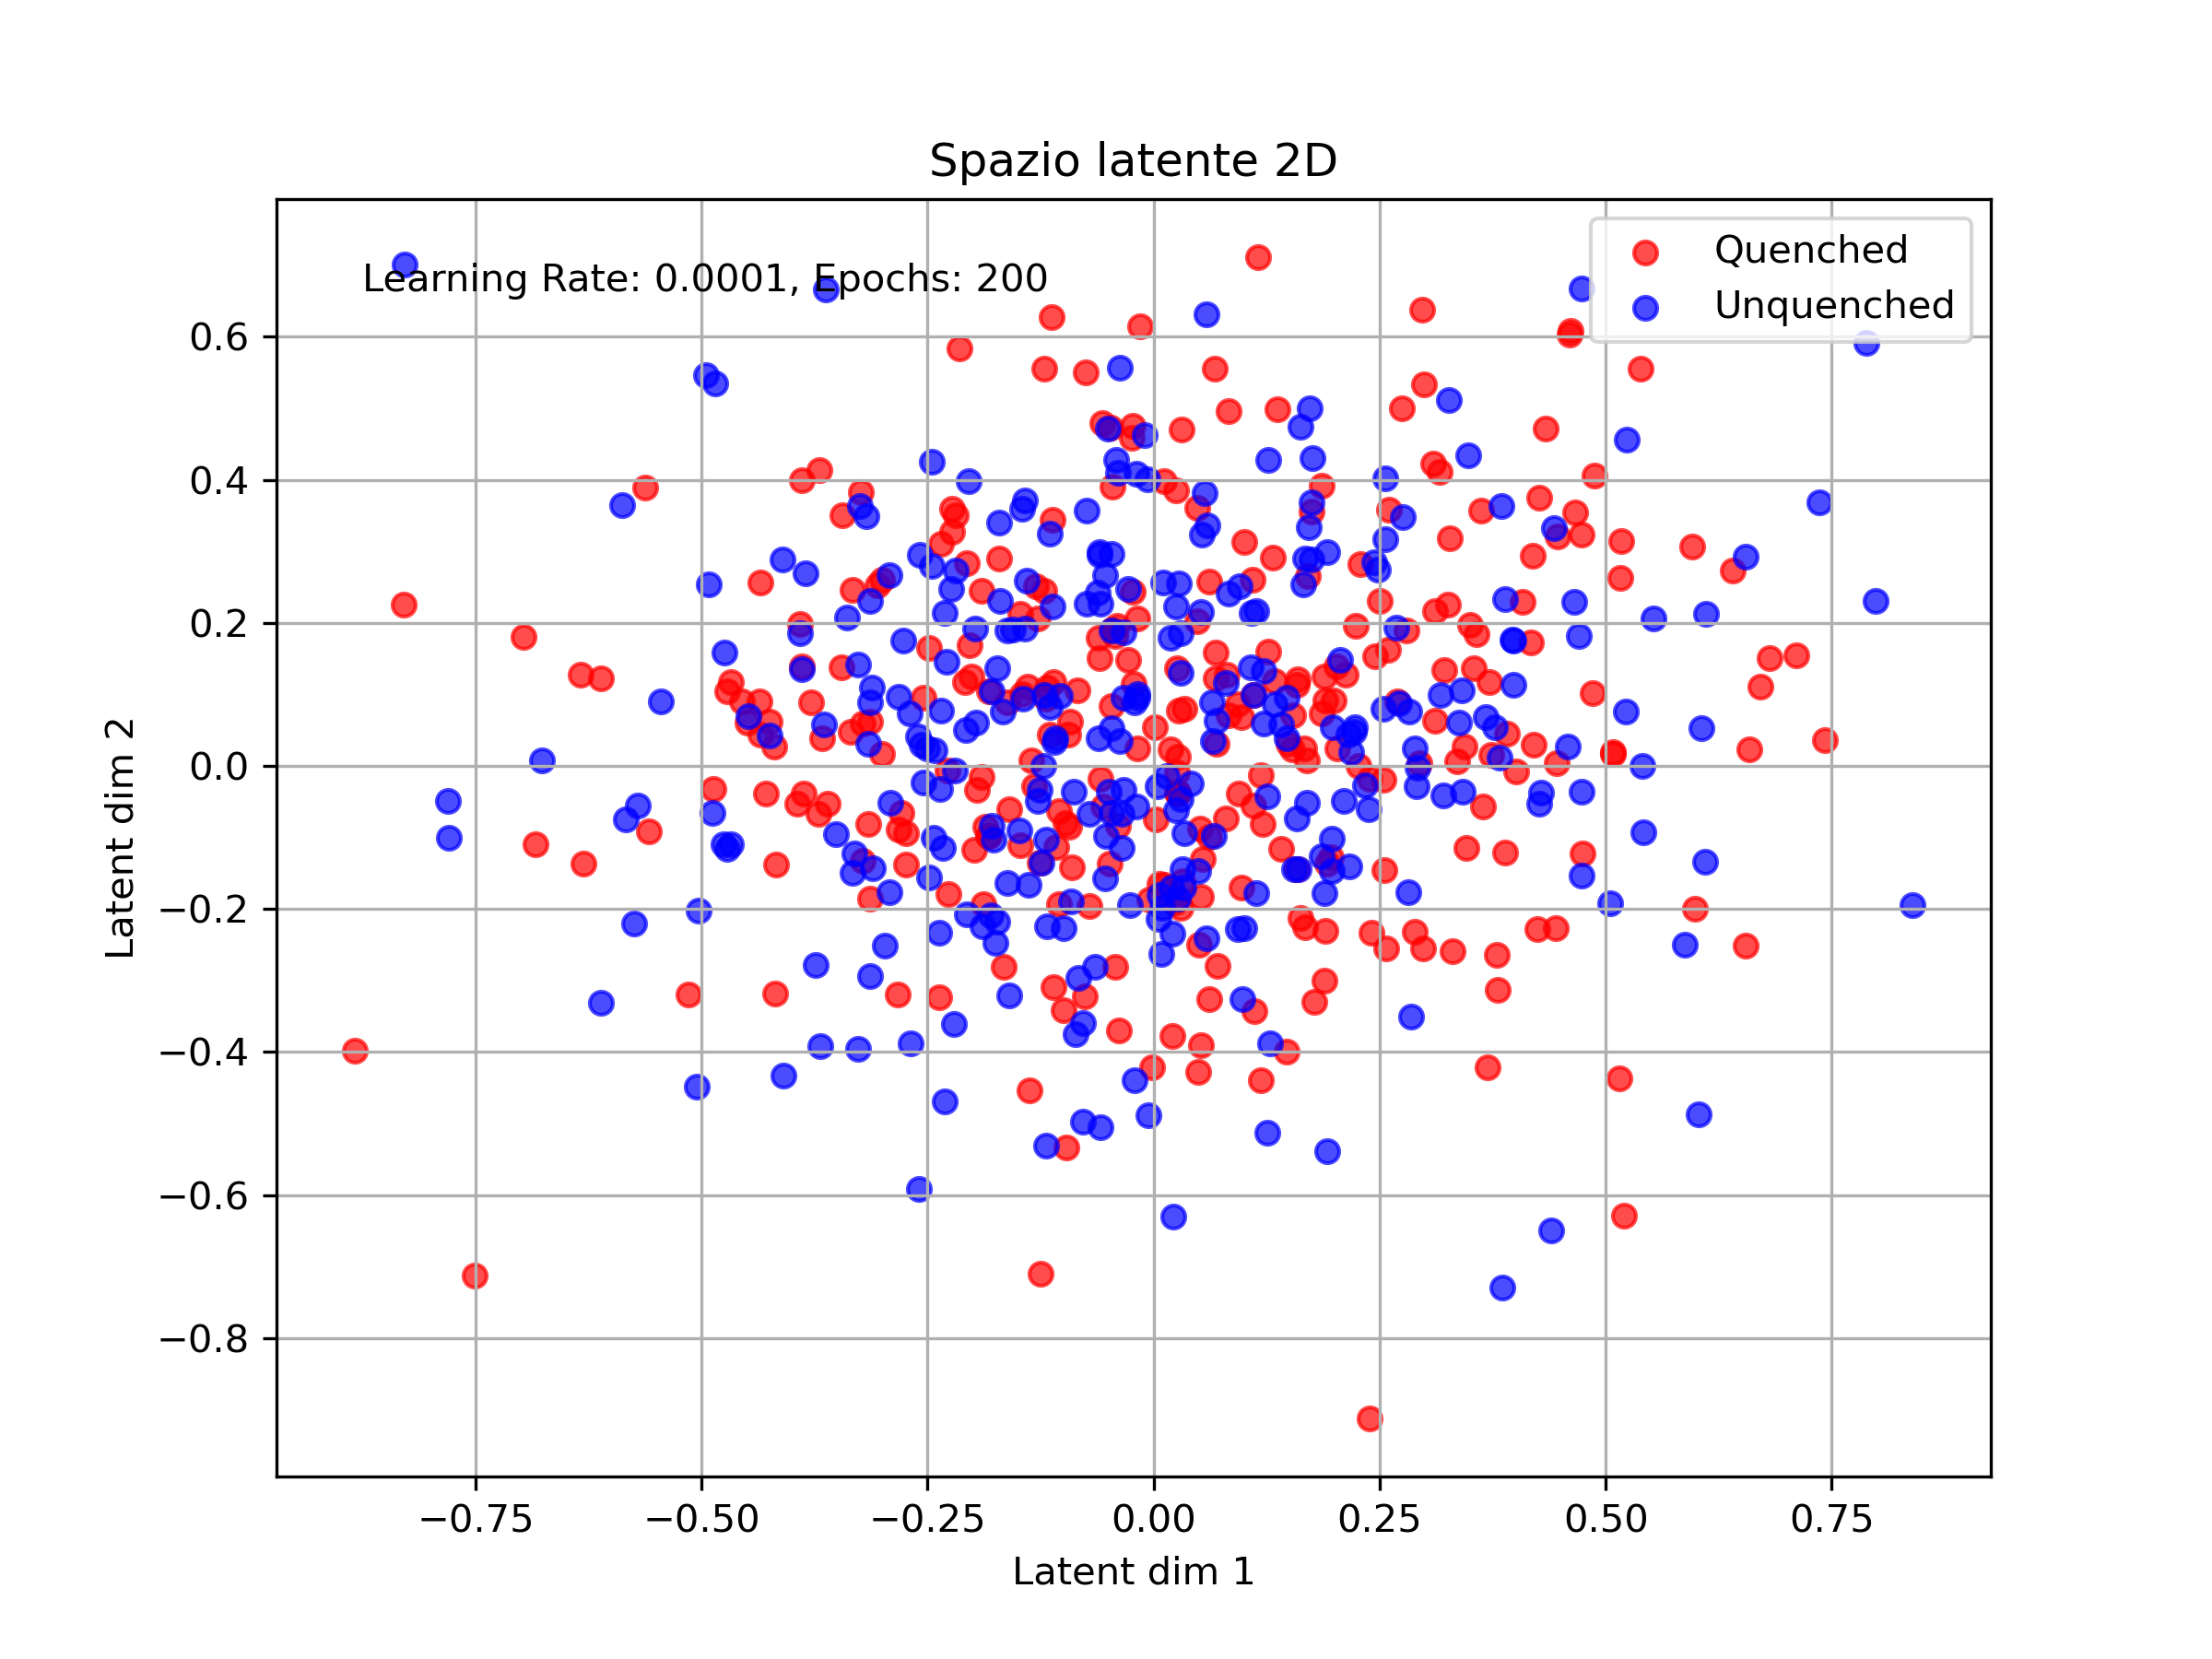 Spazio latente 2D
Learning Rate: 0.0001, Epochs: 200
Quenched
Unquenched
0.6
0.4
0.2
0.0
−0.2
−0.4
−0.6
−0.8
Latent dim 2
−0.75 −0.50 −0.25 0.00 0.25 0.50 0.75
Latent dim 1